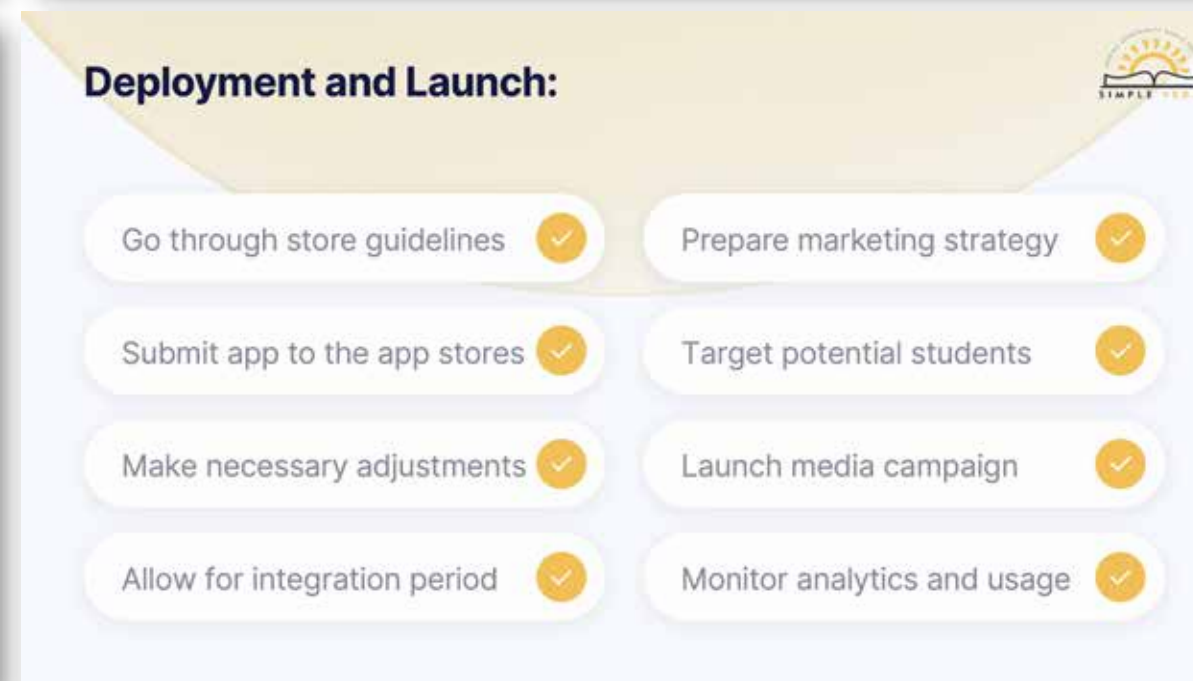 Deployment and Launch:
SIMPLE
Go through store guidelines
Submit app to the app stores
Make necessary adjustments
Allow for integration period
Prepare marketing strategy
Target potential students
Launch media campaign
Monitor analytics and usage